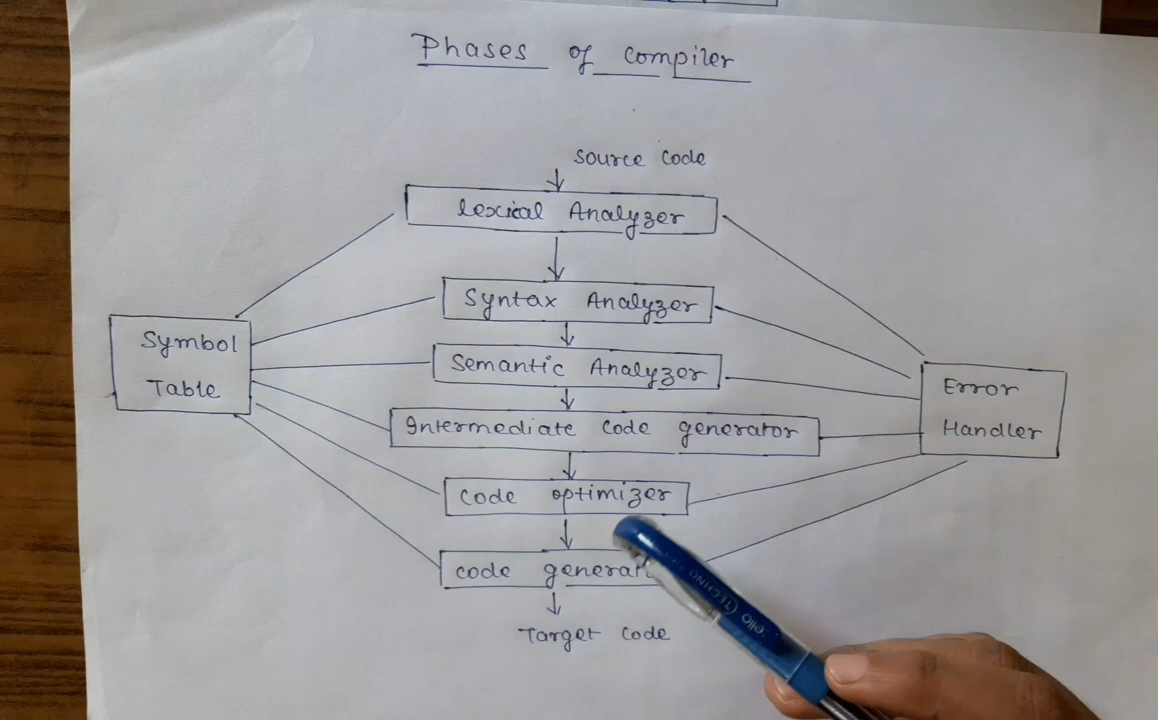 Phases of compiler
source code
lexical Analyzer
Syntax Analyzer
Semantic Analyzer
Symbol
Table
Error
Handler
Intermediate code generator
code optimizer
code
Target code
TECHNO